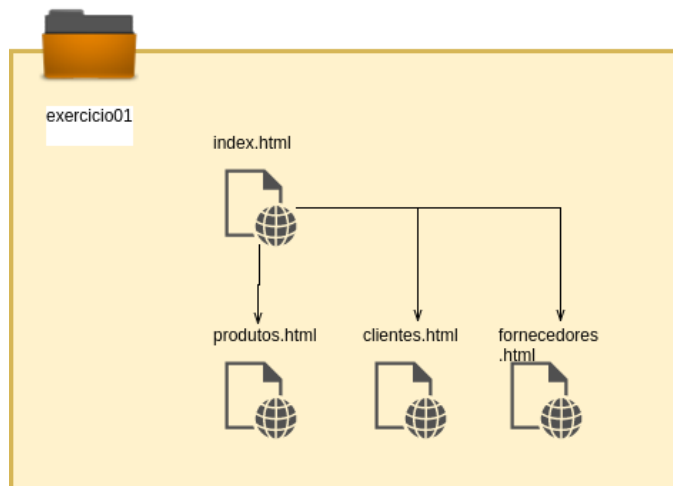 exercicio01
index.html
produtos.html
clientes.html
fornecedores
.html